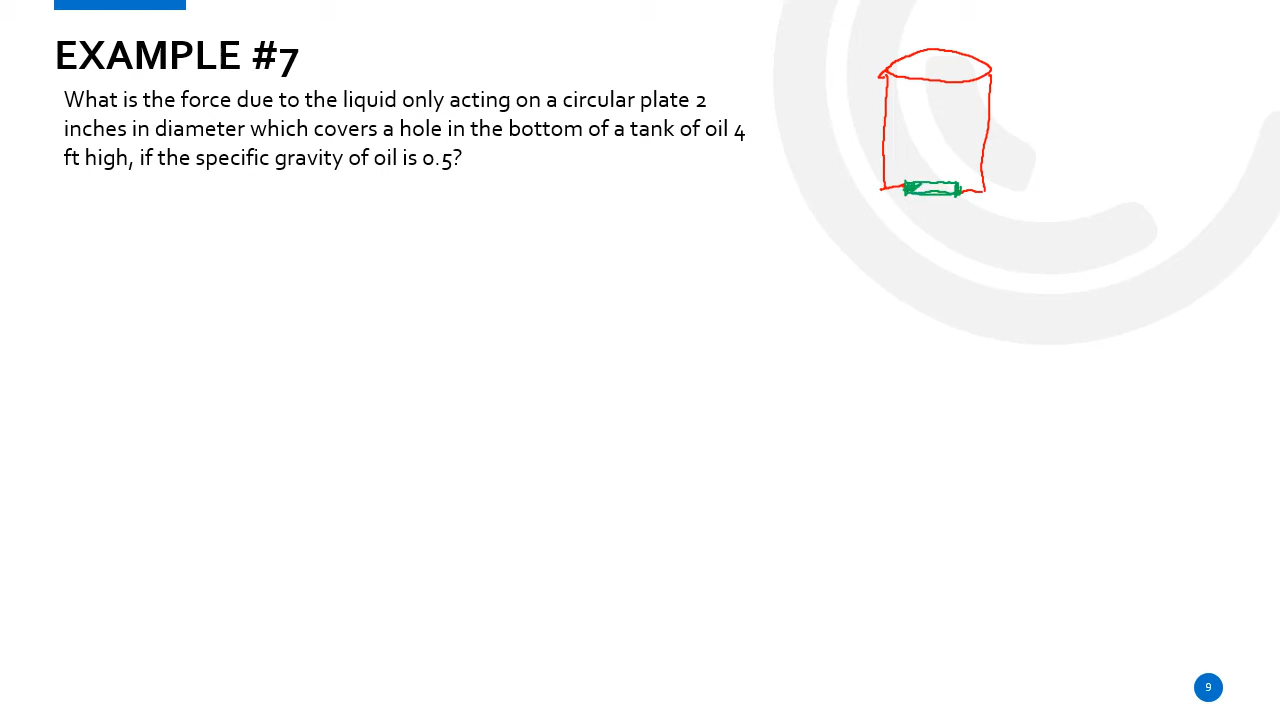 EXAMPLE #7
What is the force due to the liquid only acting on a circular plate 2
inches in diameter which covers a hole in the bottom of a tank of oil 4
ft high, if the specific gravity of oil is 0.5?
9